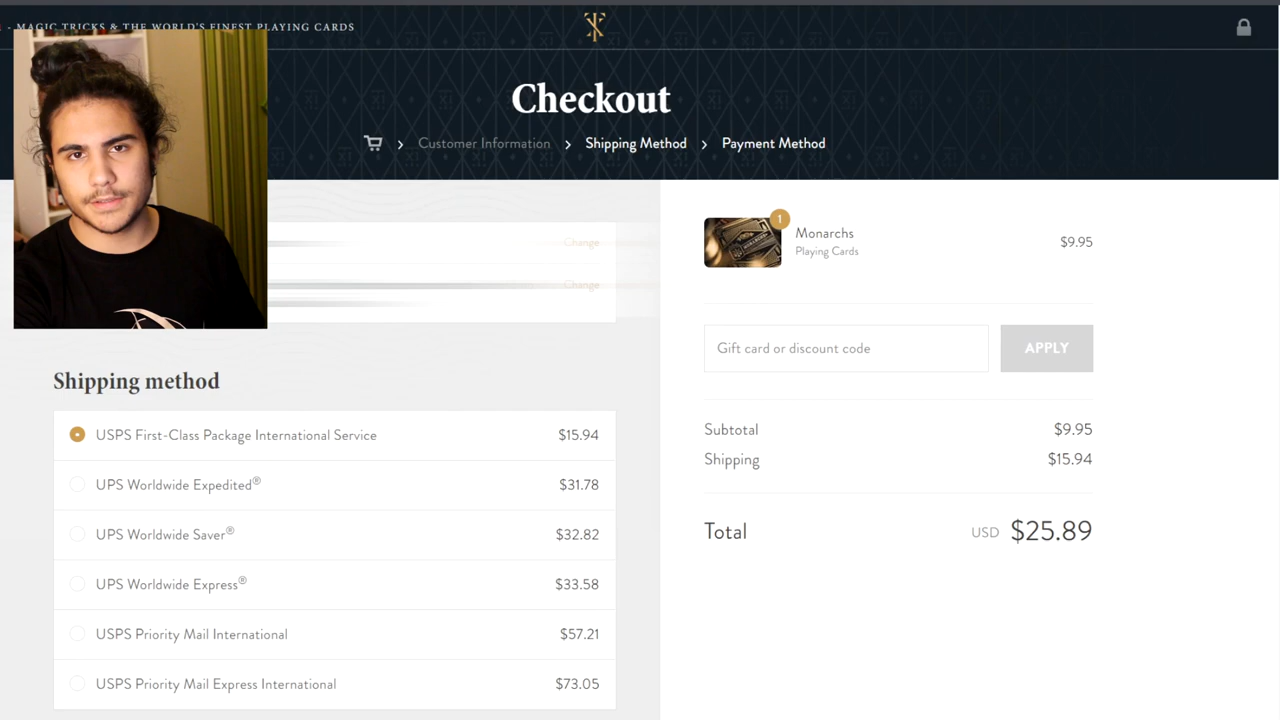 - MAGIC TRICKS & THE WORLD'S FINEST PLAYING CARDS
Checkout
Customer Information > Shipping Method > Payment Method
Change
Change
Shipping method
USPS First-Class Package International Service $15.94
UPS Worldwide Expedited® $31.78
UPS Worldwide Saver® $32.82
UPS Worldwide Express® $33.58
USPS Priority Mail International $57.21
USPS Priority Mail Express International $73.05
1
Monarchs $9.95
Playing Cards
MONARCHS
Gift card or discount code APPLY
Subtotal $9.95
Shipping $15.94
Total USD $25.89